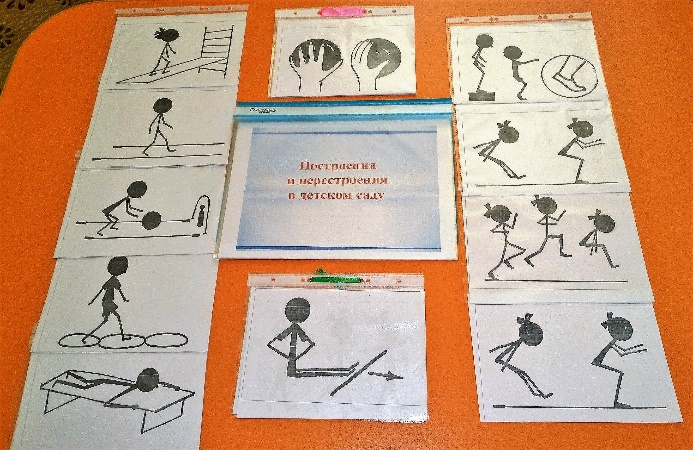 Построения
и перестроения
в детском саду